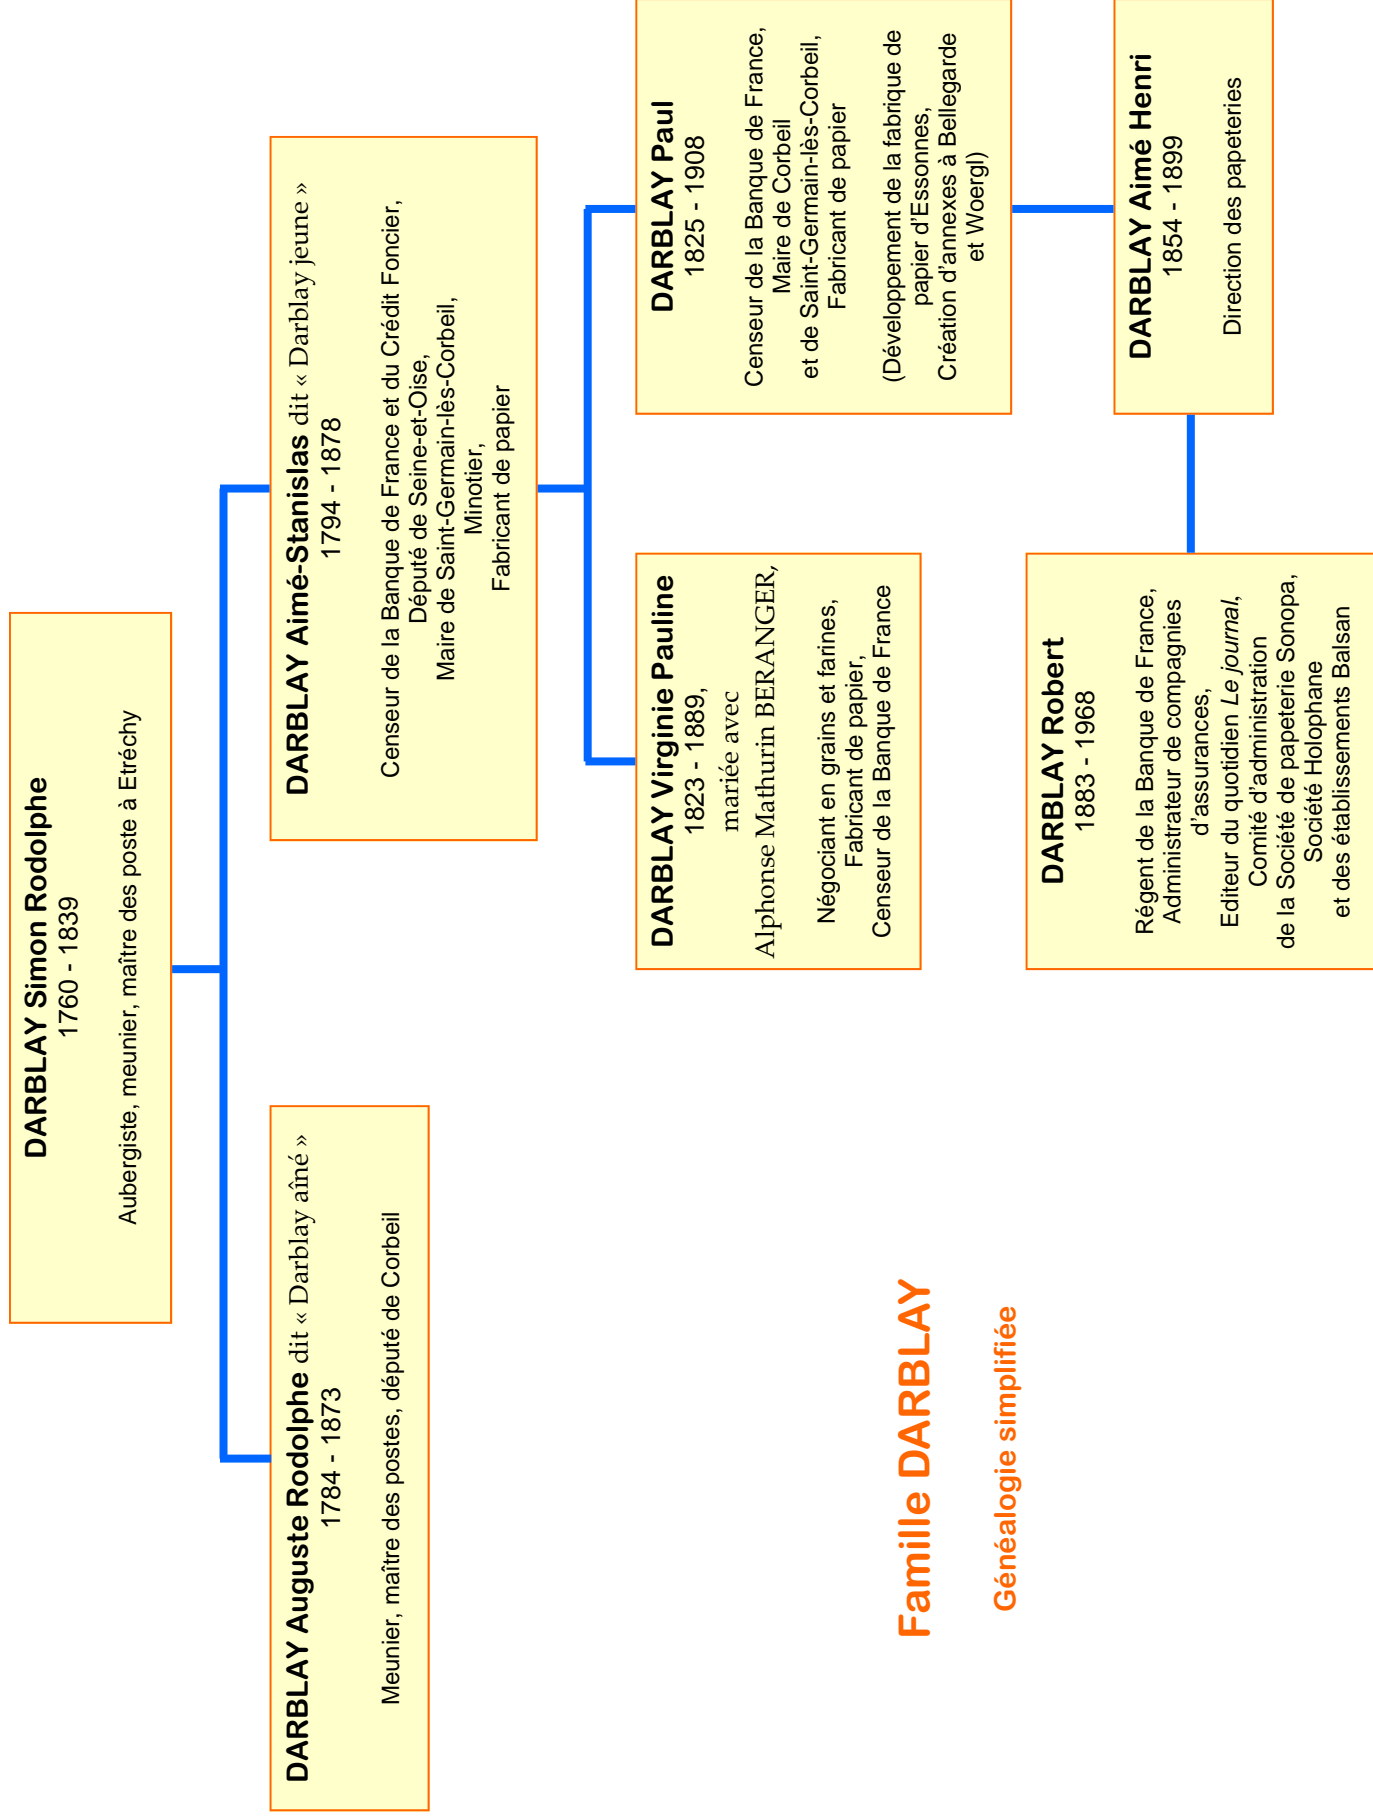 DARBLAY Simon Rodolphe
1760 - 1839
Aubergiste, meunier, maître des poste à Etréchy
DARBLAY Auguste Rodolphe dit « Darblay aîné »
1784 - 1873
Meunier, maître des postes, député de Corbeil
DARBLAY Aimé-Stanislas dit « Darblay jeune »
1794 - 1878
Censeur de la Banque de France et du Crédit Foncier,
Député de Seine-et-Oise,
Maire de Saint-Germain-lès-Corbeil,
Minotier,
Fabricant de papier
DARBLAY Virginie Pauline
1823 - 1889,
mariée avec
Alphonse Mathurin BERANGER,
Négociant en grains et farines,
Fabricant de papier,
Censeur de la Banque de France
DARBLAY Paul
1825 - 1908
Censeur de la Banque de France,
Maire de Corbeil
et de Saint-Germain-lès-Corbeil,
Fabricant de papier
(Développement de la fabrique de
papier d'Essonnes,
Création d'annexes à Bellegarde
et Woergl)
Famille DARBLAY
Généalogie simplifiée
DARBLAY Robert
1883 - 1968
Régent de la Banque de France,
Administrateur de compagnies
d'assurances,
Editeur du quotidien Le journal,
Comité d'administration
de la Société de papeterie Sonopa,
Société Holophane
et des établissements Balsan
DARBLAY Aimé Henri
1854 - 1899
Direction des papeteries